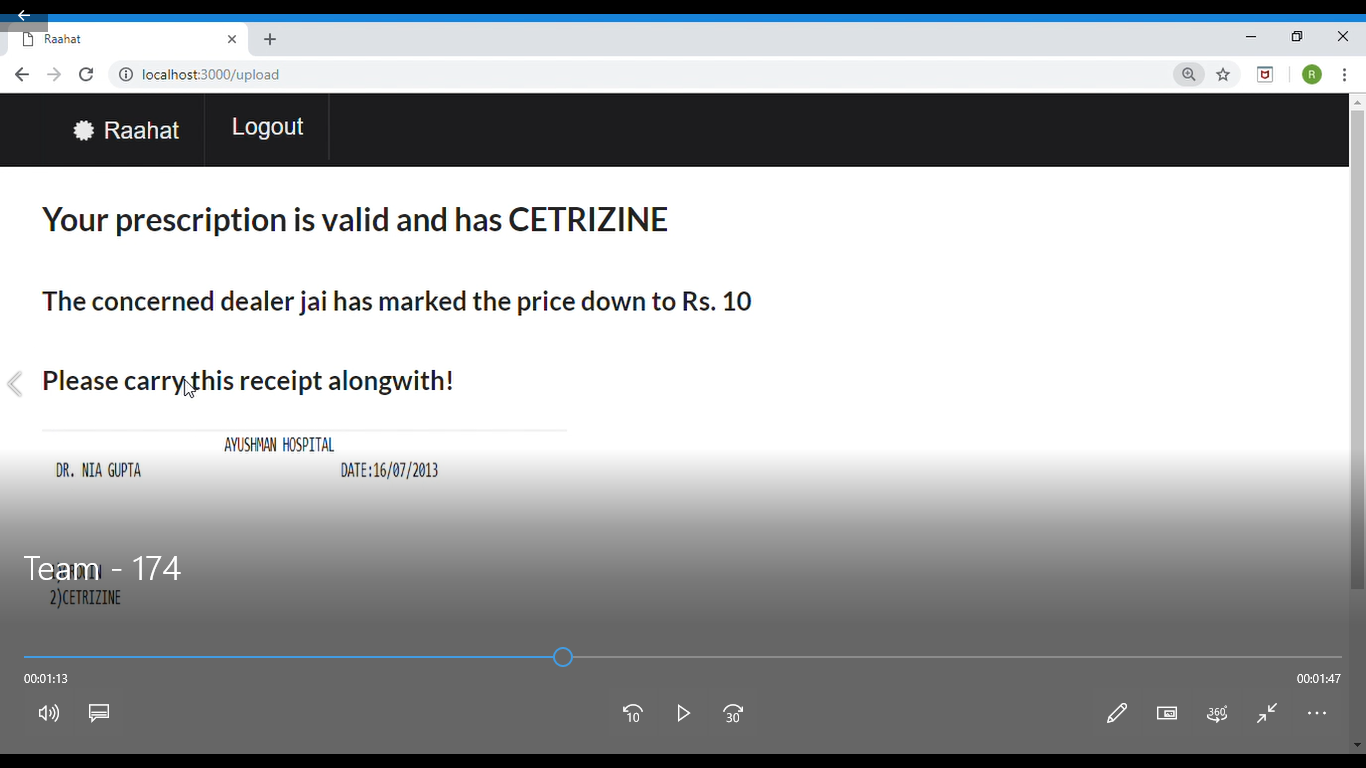 Raahat
localhost:3000/upload
R
Raahat
Logout
Your prescription is valid and has CETRIZINE
The concerned dealer jai has marked the price down to Rs. 10
Please carry this receipt alongwith!
AYUSHMAN HOSPITAL
DR. NIA GUPTA DATE:16/07/2013
Team - 174
2)CETRIZINE
00:01:13 00:01:47
10 30 360°